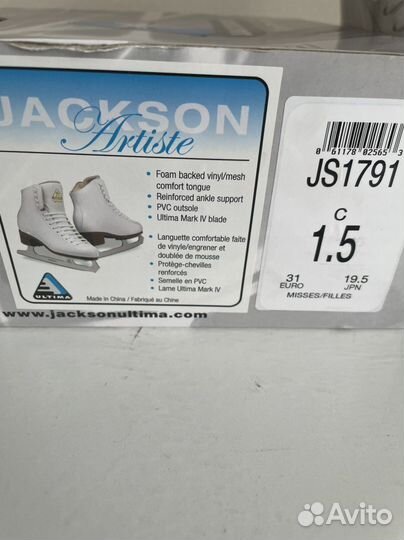 JACKSON
Artiste
• Foam backed vinyl/mesh
comfort tongue
• Reinforced ankle support
• PVC outsole
• Ultima Mark IV blade
• Languette comfortable faite
de vinyle/engrener et
doublée de mousse
• Protège-chevilles
renforcés
• Semelle en PVC
• Lame Ultima Mark IV
ULTIMA
Made in China / Fabriqué au Chine
www.jacksonultima.com
0 61178 02565 3
JS1791
C
1.5
31 19.5
EURO JPN
MISSES/FILLES
Avito